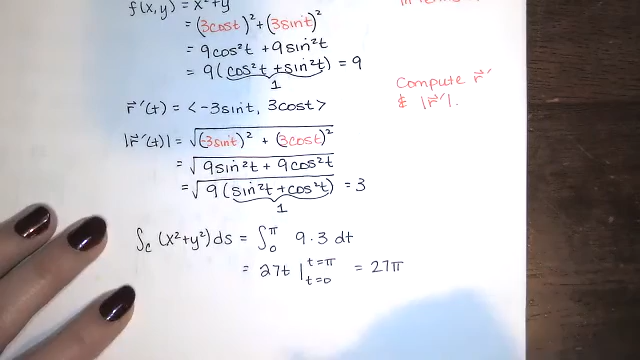 f(x,y) = x²+y
= (3cost)² + (3sint)²
= 9cos²t + 9sin²t
= 9(cos²t + sin²t) = 9
1
Compute r⃗'
& |r⃗'|.
r⃗'(t) = < -3sint, 3cost >
|r⃗'(t)| = √((-3sint)² + (3cost)²)
= √(9sin²t + 9cos²t)
= √(9(sin²t + cos²t)) = 3
1
∫_C (x²+y²)ds = ∫₀^π 9·3 dt
= 27t |_{t=0}^{t=π} = 27π